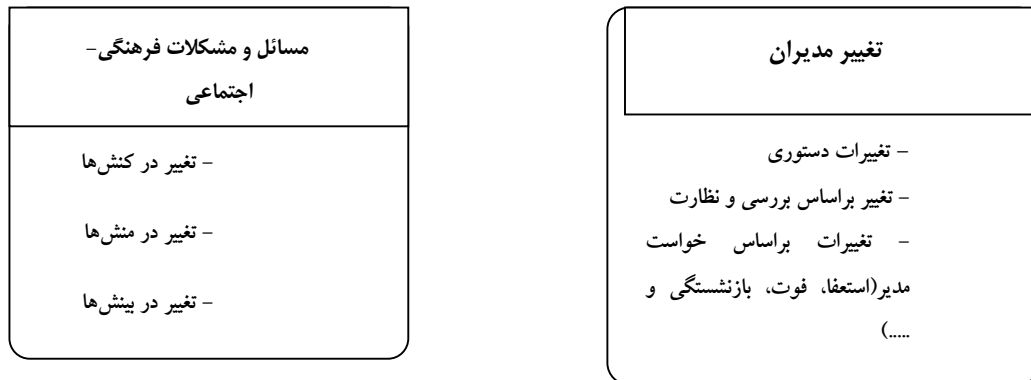 تغییر مدیران
- تغییرات دستوری
- تغییر براساس بررسی و نظارت
- تغییرات براساس خواست
مدیر(استعفا، فوت، بازنشستگی و
.....)
مسائل و مشکلات فرهنگی-
اجتماعی
- تغییر در کنش‌ها
- تغییر در منش‌ها
- تغییر در بینش‌ها